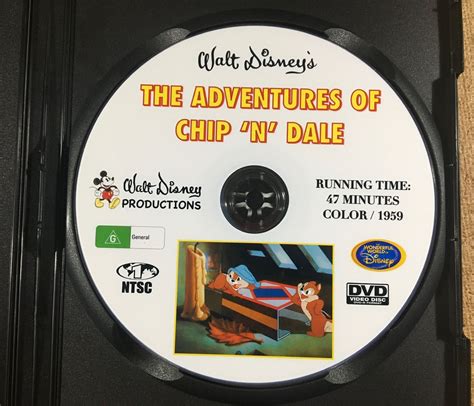 Walt Disney's
THE ADVENTURES OF
CHIP 'N' DALE
Walt Disney
PRODUCTIONS
RUNNING TIME:
47 MINUTES
COLOR / 1959
G
General
NTSC
WONDERFUL
WORLD OF
Disney
DVD
VIDEO DISC